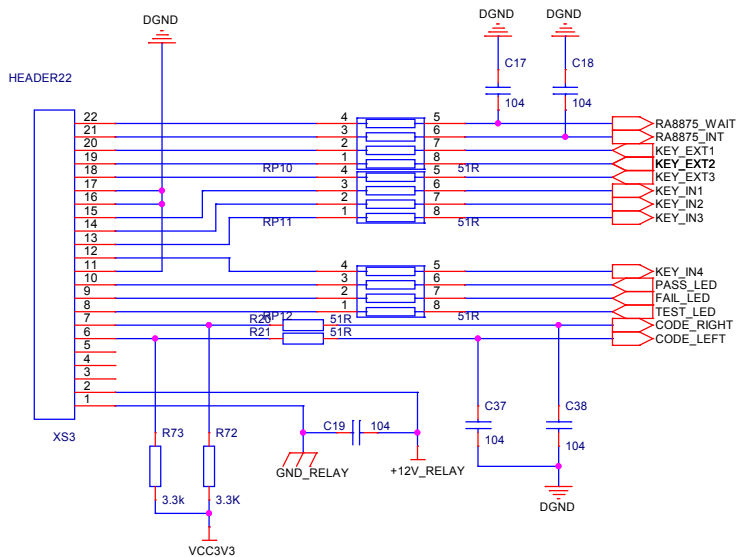 DGND
DGND
DGND
C17
C18
HEADER22
104
104
22 4 5 RA8875_WAIT
21 3 6 RA8875_INT
20 2 7 KEY_EXT1
19 1 8 KEY_EXT2
RP10 51R
18 4 5 KEY_EXT3
17 3 6 KEY_IN1
16 2 7 KEY_IN2
15 1 8 KEY_IN3
RP11 51R
14
13
12
11 4 5 KEY_IN4
10 3 6 PASS_LED
9 2 7 FAIL_LED
8 1 8 TEST_LED
RP12 51R
7 R20 51R CODE_RIGHT
6 R21 51R CODE_LEFT
5
4
3
2
1
XS3
R73
R72
C19
104
C37
C38
104
104
GND_RELAY
+12V_RELAY
3.3k
3.3K
DGND
VCC3V3